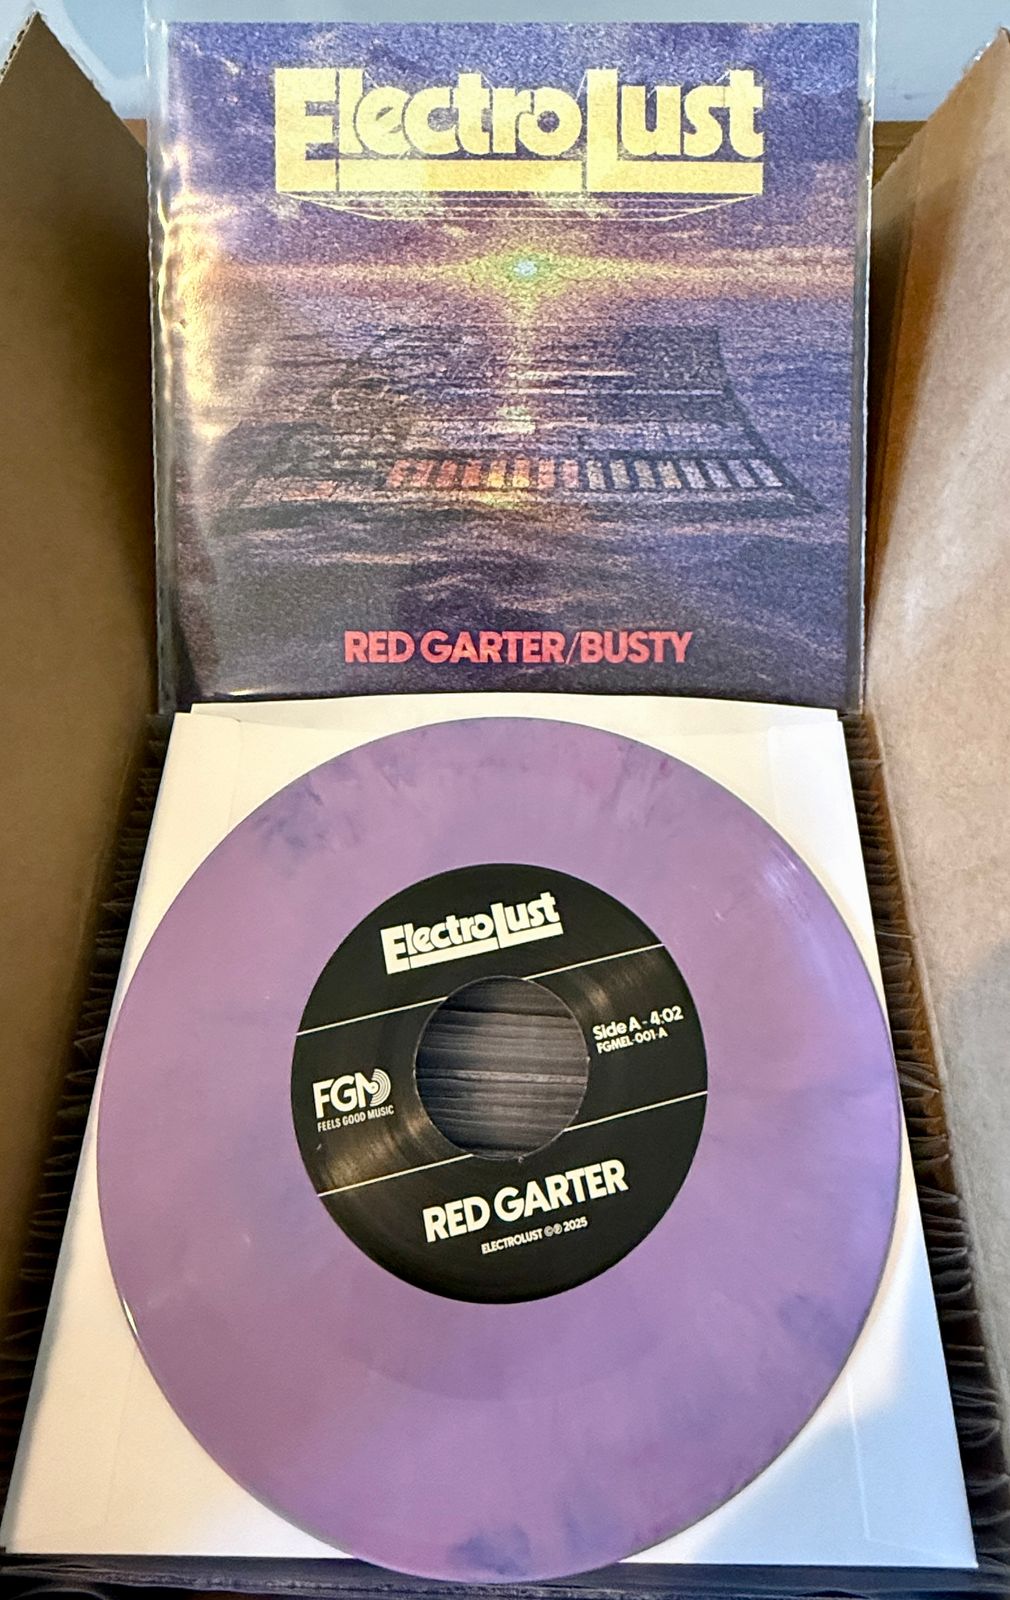 ElectroLust
RED GARTER/BUSTY
ElectroLust
Side A - 4:02
FGMEL-001-A
FGM
FEELS GOOD MUSIC
RED GARTER
ELECTROLUST ©℗ 2025